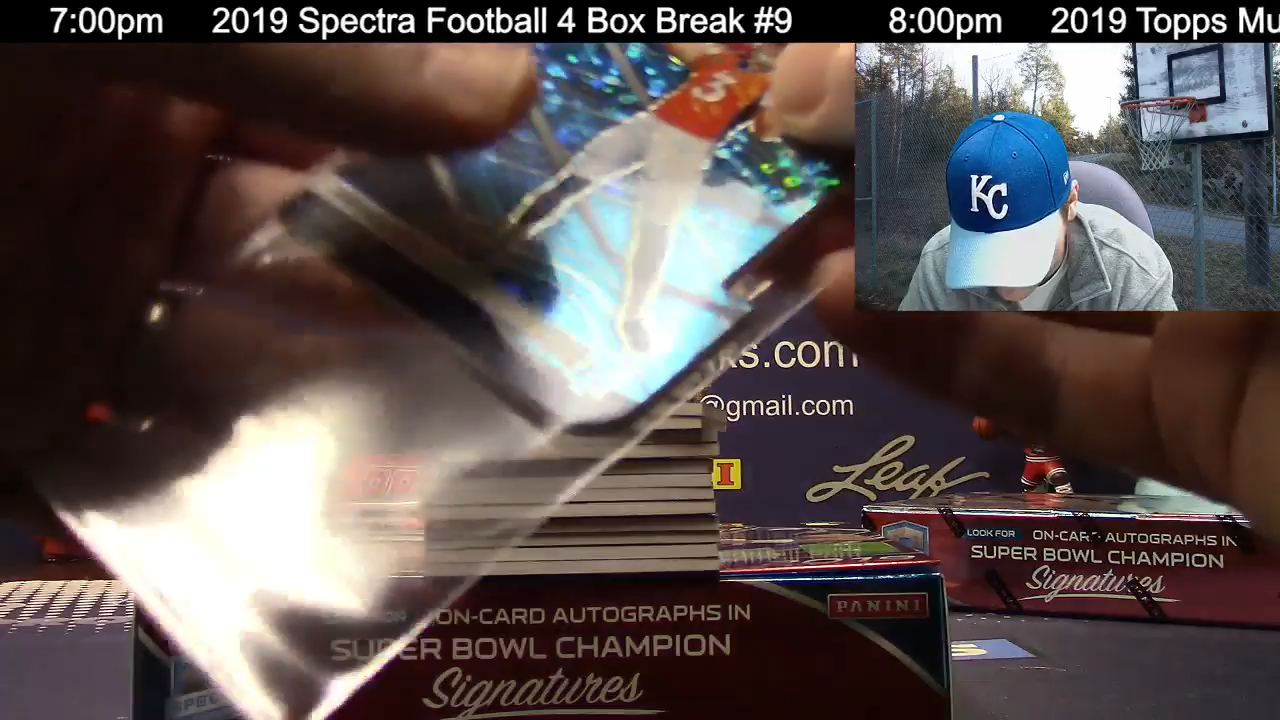 7:00pm 2019 Spectra Football 4 Box Break #9 8:00pm 2019 Topps Mu
KC
ks.com
@gmail.com
Leaf
LOOK FOR ON-CARD AUTOGRAPHS IN
SUPER BOWL CHAMPION
Signatures
PANINI
ON-CARD AUTOGRAPHS IN
SUPER BOWL CHAMPION
Signatures